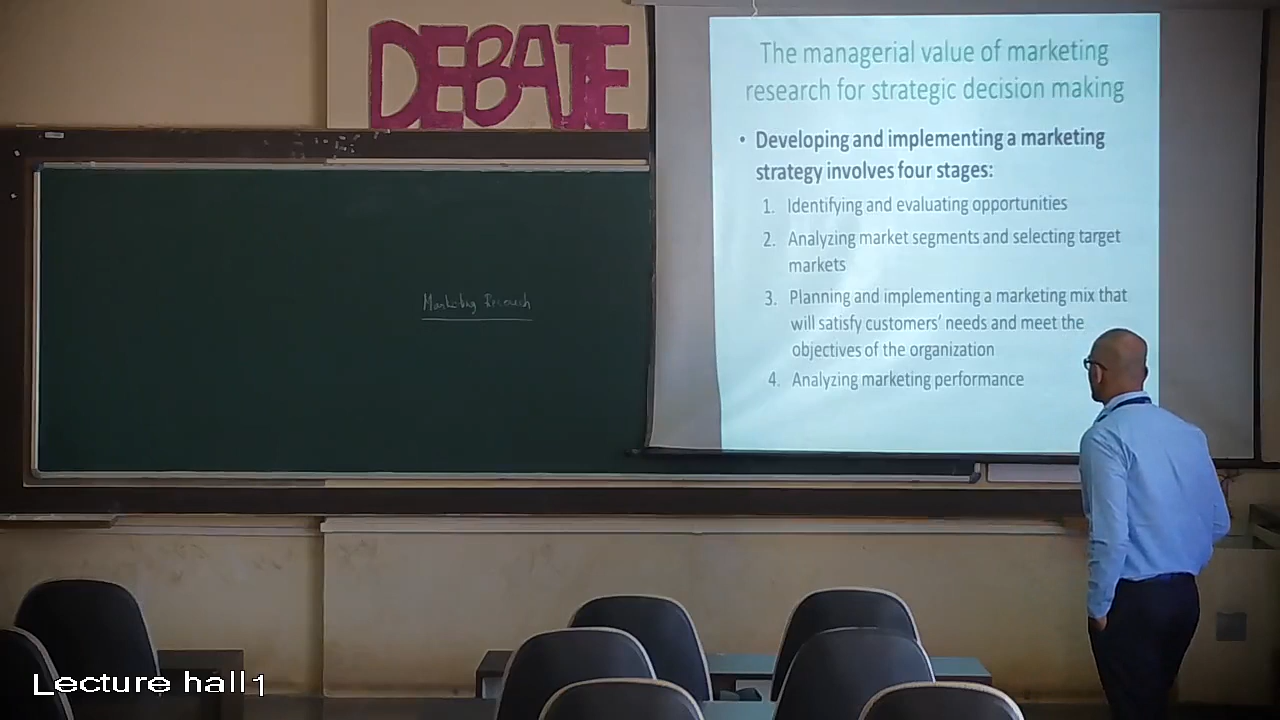 DEBATE
The managerial value of marketing
research for strategic decision making
• Developing and implementing a marketing
strategy involves four stages:
1. Identifying and evaluating opportunities
2. Analyzing market segments and selecting target
markets
3. Planning and implementing a marketing mix that
will satisfy customers' needs and meet the
objectives of the organization
4. Analyzing marketing performance
Marketing Research
Lecture hall1